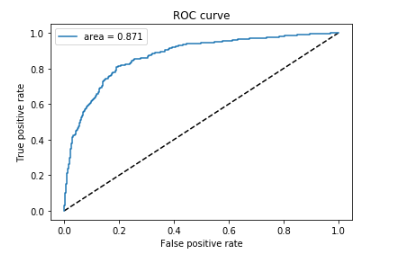 ROC curve
area = 0.871
True positive rate
1.0
0.8
0.6
0.4
0.2
0.0
0.0 0.2 0.4 0.6 0.8 1.0
False positive rate